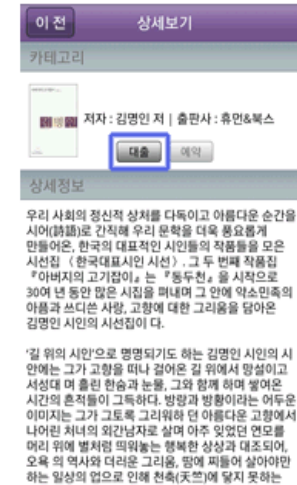 이 전
상세보기
카테고리
저자 : 김명인 저 | 출판사 : 휴먼&북스
대출
예약
상세정보
우리 사회의 정신적 상처를 다독이고 아름다운 순간을
시어(詩語)로 간직해 우리 문학을 더욱 풍요롭게
만들어온, 한국의 대표적인 시인들의 작품들을 모은
시선집 〈한국대표시인 시선〉. 그 두 번째 작품집
『아버지의 고기잡이』는 『동두천』을 시작으로
30여 년 동안 많은 시집을 펴내며 그 안에 약소민족의
아픔과 쓰디쓴 사랑, 고향에 대한 그리움을 담아온
김명인 시인의 시선집이 다.
'길 위의 시인'으로 명명되기도 하는 김명인 시인의 시
안에는 그가 고향을 떠나 걸어온 길 위에서 망설이고
서성대 며 흘린 한숨과 눈물, 그와 함께 하며 쌓여온
시간의 흔적들이 그득하다. 방랑과 방황이라는 어두운
이미지는 그가 그토록 그리워하 던 아름다운 고향에서
나어린 처녀의 외간남자로 살며 아주 잊었던 연모를
머리 위에 별처럼 띄워놓는 행복한 상상과 대조되어,
오욕 의 역사와 더러운 그리움, 땅에 찌들어 살아야만
하는 일상의 업으로 인해 천축(天竺)에 닿지 못하는